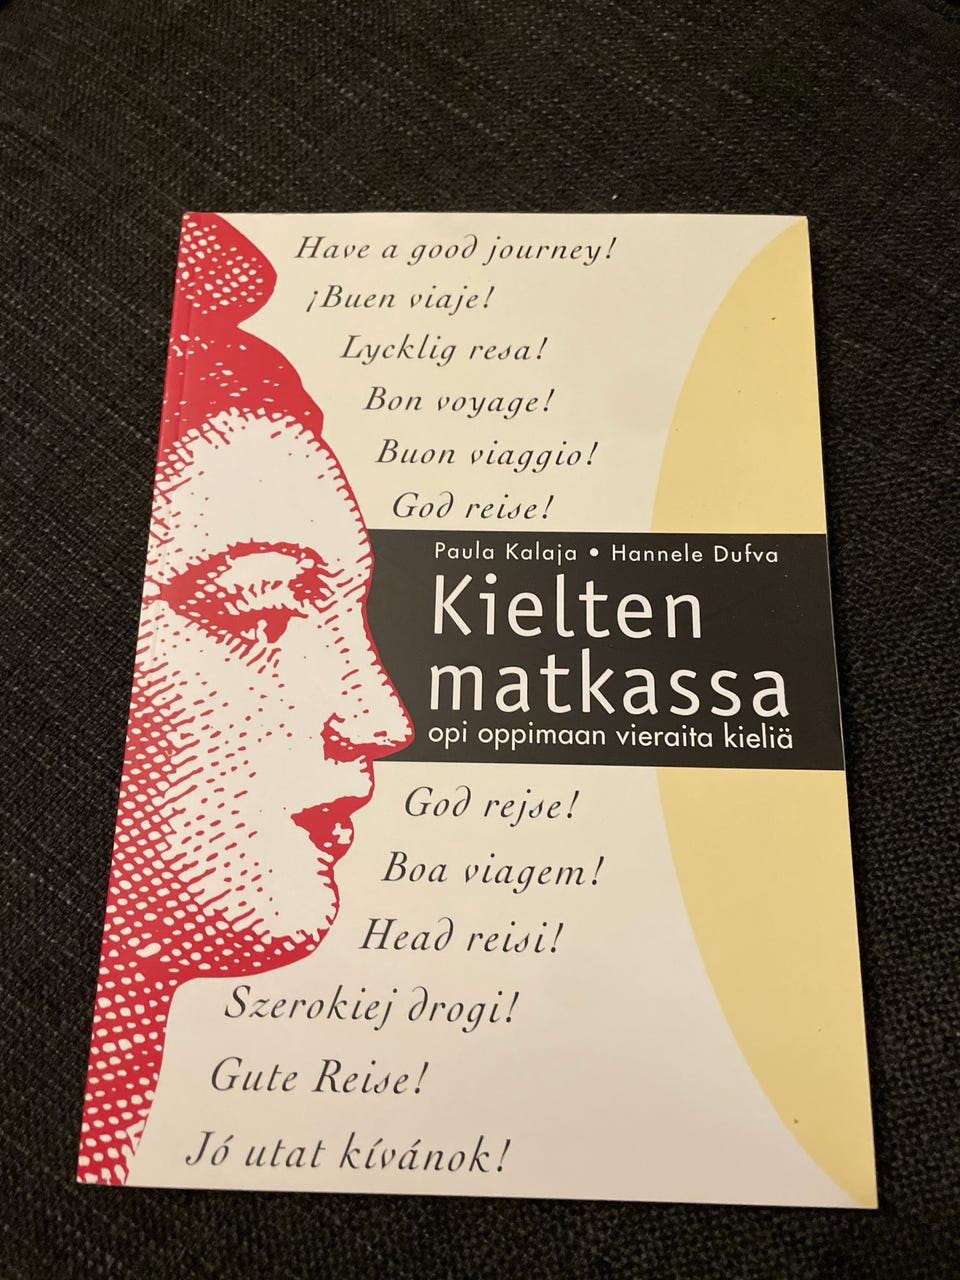 Have a good journey!
¡Buen viaje!
Lycklig resa!
Bon voyage!
Buon viaggio!
God reise!
Paula Kalaja • Hannele Dufva
Kielten
matkassa
opi oppimaan vieraita kieliä
God rejse!
Boa viagem!
Head reisi!
Szerokiej drogi!
Gute Reise!
Jó utat kívánok!